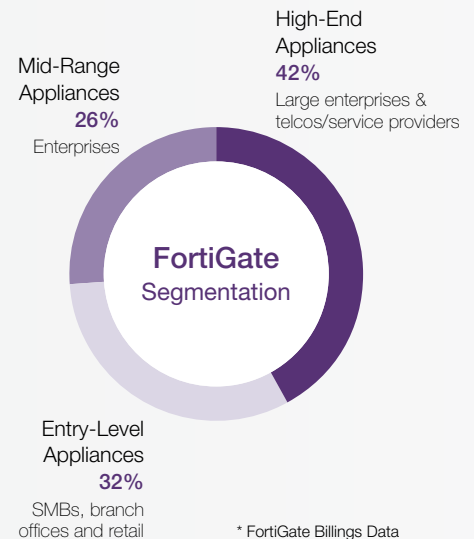 High-End
Appliances
42%
Large enterprises &
telcos/service providers
Mid-Range
Appliances
26%
Enterprises
FortiGate
Segmentation
Entry-Level
Appliances
32%
SMBs, branch
offices and retail
* FortiGate Billings Data